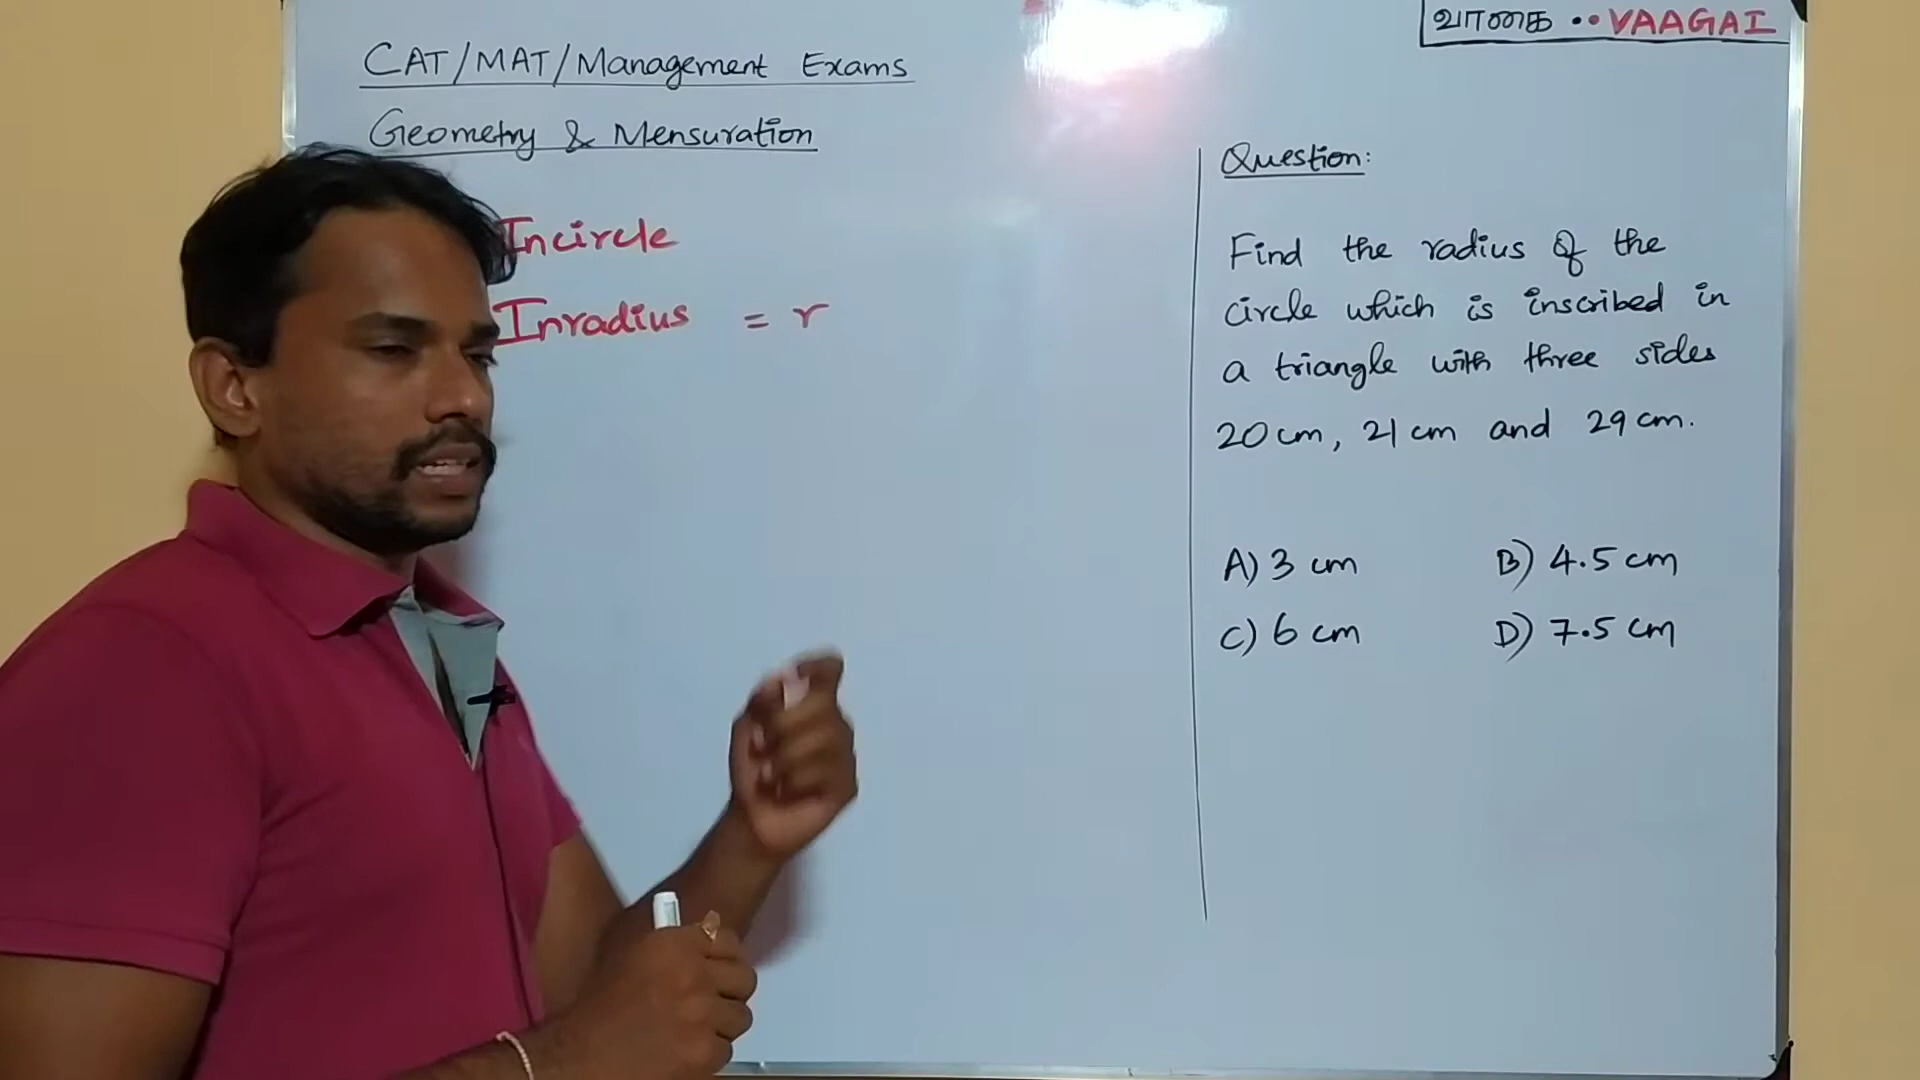 வாகை ..VAAGAI
CAT/MAT/Management Exams
Geometry & Mensuration
Incircle
Inradius = r
Question:
Find the radius of the
circle which is inscribed in
a triangle with three sides
20 cm, 21 cm and 29 cm.
A) 3 cm B) 4.5 cm
C) 6 cm D) 7.5 cm